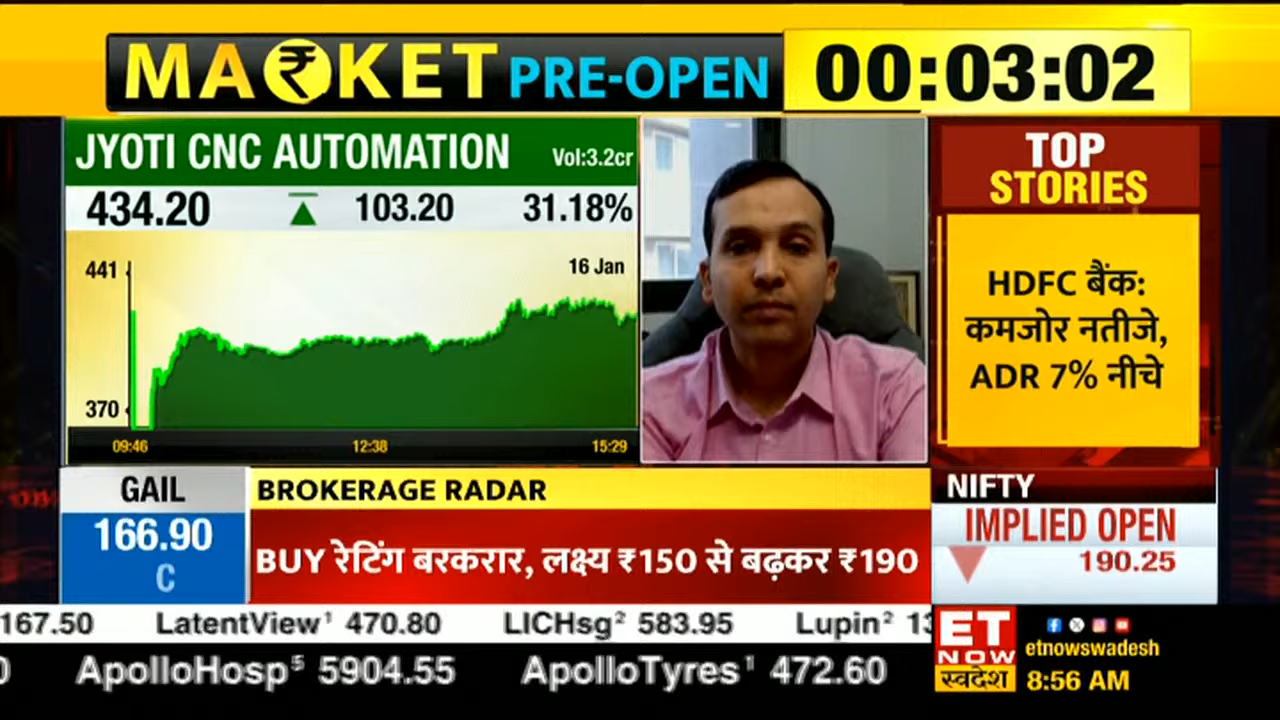 MA₹KET PRE-OPEN 00:03:02
JYOTI CNC AUTOMATION Vol:3.2cr
434.20 103.20 31.18%
441
16 Jan
370
09:46 12:38 15:29
TOP
STORIES
HDFC बैंक:
कमजोर नतीजे,
ADR 7% नीचे
GAIL
166.90
C
BROKERAGE RADAR
BUY रेटिंग बरकरार, लक्ष्य ₹150 से बढ़कर ₹190
NIFTY
IMPLIED OPEN
190.25
167.50 LatentView¹ 470.80 LICHsg² 583.95 Lupin²
ApolloHosp⁵ 5904.55 ApolloTyres¹ 472.60
ET
NOW
स्वदेश
etnowswadesh
8:56 AM